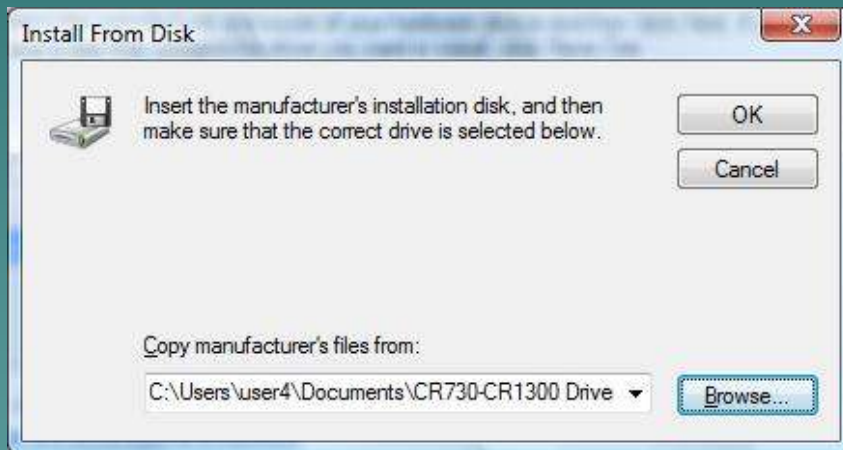 Install From Disk
Insert the manufacturer's installation disk, and then
make sure that the correct drive is selected below.
OK
Cancel
Copy manufacturer's files from:
C:\Users\user4\Documents\CR730-CR1300 Drive
Browse...